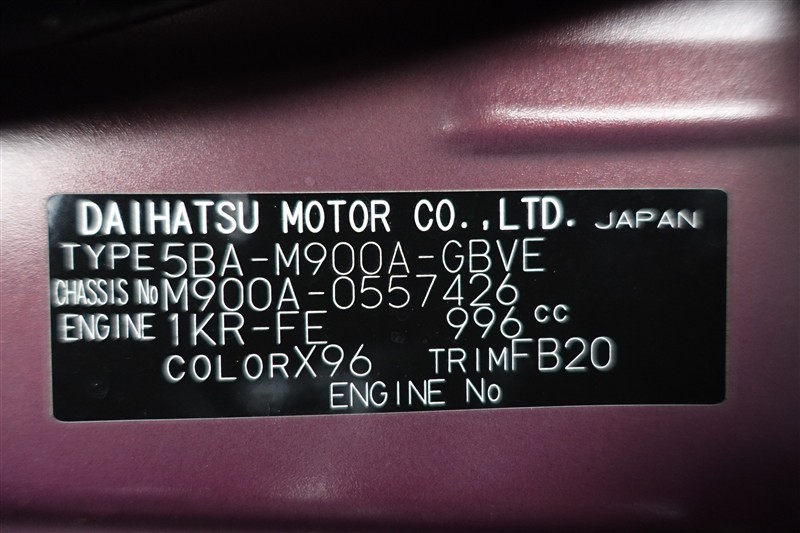 DAIHATSU MOTOR CO.,LTD. JAPAN
TYPE 5BA-M900A-GBVE
CHASSIS No M900A-0557426
ENGINE 1KR-FE 996 cc
COLOR X96 TRIM FB20
ENGINE No